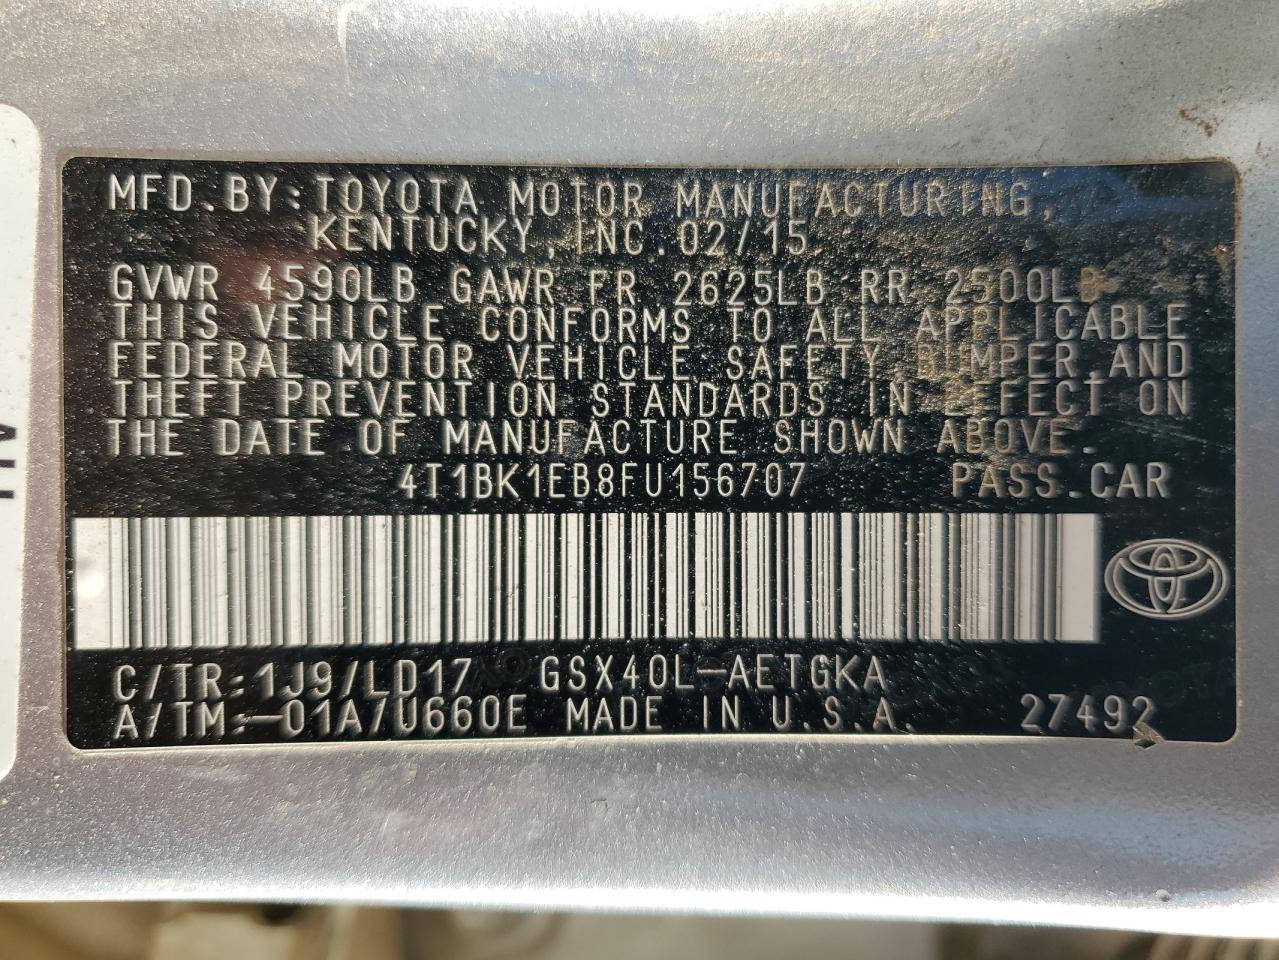 MFD.BY:TOYOTA MOTOR MANUFACTURING,
KENTUCKY, INC.02/15
GVWR 4590LB GAWR FR 2625LB RR 2500LB
THIS VEHICLE CONFORMS TO ALL APPLICABLE
FEDERAL MOTOR VEHICLE SAFETY,BUMPER,AND
THEFT PREVENTION STANDARDS IN EFFECT ON
THE DATE OF MANUFACTURE SHOWN ABOVE.
4T1BK1EB8FU156707 PASS.CAR
C/TR:1J9/LD17 GSX40L-AETGKA
A/TM:-01A/U660E MADE IN U.S.A. 27492